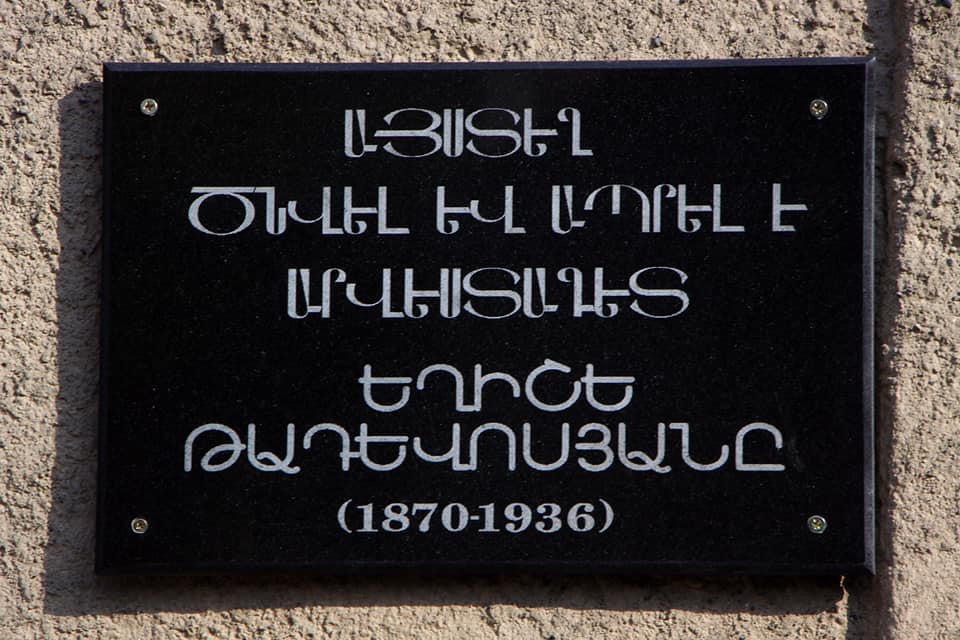 ԱՅՍՏԵՂ
ԾՆՎԵԼ ԵՎ ԱՊՐԵԼ Է
ԱՐՎԵՍՏԱԳԵՏ
ԵՂԻՇԵ
ԹԱԴԵՎՈՍՅԱՆԸ
(1870-1936)